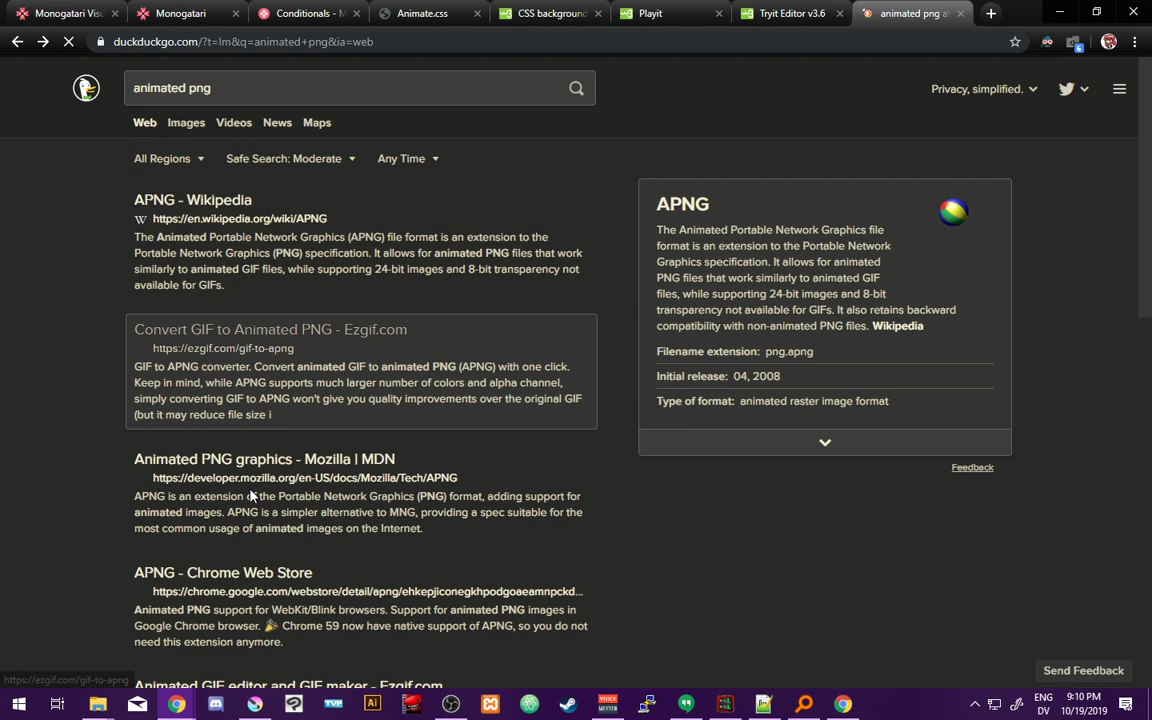 Monogatari Visu
Monogatari
Conditionals - M
Animate.css
CSS background
Playit
Tryit Editor v3.6
animated png a
duckduckgo.com/?t=lm&q=animated+png&ia=web
6
animated png
Privacy, simplified.
Web Images Videos News Maps
All Regions Safe Search: Moderate Any Time
APNG - Wikipedia
W https://en.wikipedia.org/wiki/APNG
The Animated Portable Network Graphics (APNG) file format is an extension to the
Portable Network Graphics (PNG) specification. It allows for animated PNG files that work
similarly to animated GIF files, while supporting 24-bit images and 8-bit transparency not
available for GIFs.
Convert GIF to Animated PNG - Ezgif.com
https://ezgif.com/gif-to-apng
GIF to APNG converter. Convert animated GIF to animated PNG (APNG) with one click.
Keep in mind, while APNG supports much larger number of colors and alpha channel,
simply converting GIF to APNG won't give you quality improvements over the original GIF
(but it may reduce file size i
Animated PNG graphics - Mozilla | MDN
https://developer.mozilla.org/en-US/docs/Mozilla/Tech/APNG
APNG is an extension of the Portable Network Graphics (PNG) format, adding support for
animated images. APNG is a simpler alternative to MNG, providing a spec suitable for the
most common usage of animated images on the Internet.
APNG - Chrome Web Store
https://chrome.google.com/webstore/detail/apng/ehkepjiconegkhpodgoaeamnpckd...
Animated PNG support for WebKit/Blink browsers. Support for animated PNG images in
Google Chrome browser. 🎉 Chrome 59 now have native support of APNG, so you do not
need this extension anymore.
Animated GIF editor and GIF maker - Ezgif.com
APNG
The Animated Portable Network Graphics file
format is an extension to the Portable Network
Graphics specification. It allows for animated
PNG files that work similarly to animated GIF
files, while supporting 24-bit images and 8-bit
transparency not available for GIFs. It also retains backward
compatibility with non-animated PNG files. Wikipedia
Filename extension: png.apng
Initial release: 04, 2008
Type of format: animated raster image format
Feedback
Send Feedback
https://ezgif.com/gif-to-apng
TVP
Ai
VOICE
MEETER
ENG
DV
9:10 PM
10/19/2019